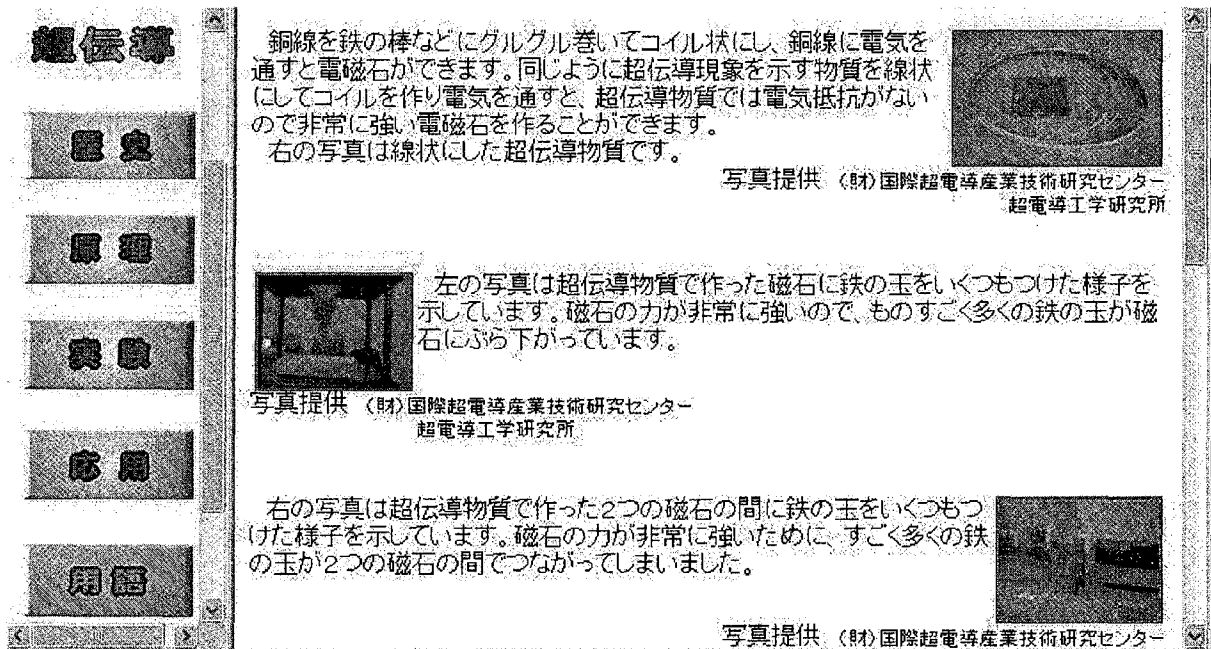 超伝導
歴史
原理
実験
応用
用語
銅線を鉄の棒などにグルグル巻いてコイル状にし、銅線に電気を
通すと電磁石ができます。同じように超伝導現象を示す物質を線状
にしてコイルを作り電気を通すと、超伝導物質では電気抵抗がない
ので非常に強い電磁石を作ることができます。
右の写真は線状にした超伝導物質です。
写真提供 (財)国際超電導産業技術研究センター
超電導工学研究所
左の写真は超伝導物質で作った磁石に鉄の玉をいくつもつけた様子を
示しています。磁石の力が非常に強いので、ものすごく多くの鉄の玉が磁
石にぶら下がっています。
写真提供 (財)国際超電導産業技術研究センター
超電導工学研究所
右の写真は超伝導物質で作った2つの磁石の間に鉄の玉をいくつもつ
けた様子を示しています。磁石の力が非常に強いために、すごく多くの鉄
の玉が2つの磁石の間でつながってしまいました。
写真提供 (財)国際超電導産業技術研究センター